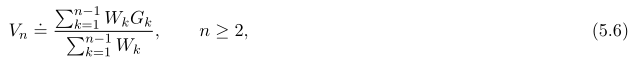 $V_n \doteq \frac{\sum_{k=1}^{n-1} W_k G_k}{\sum_{k=1}^{n-1} W_k}, \qquad n \geq 2, \qquad (5.6)$